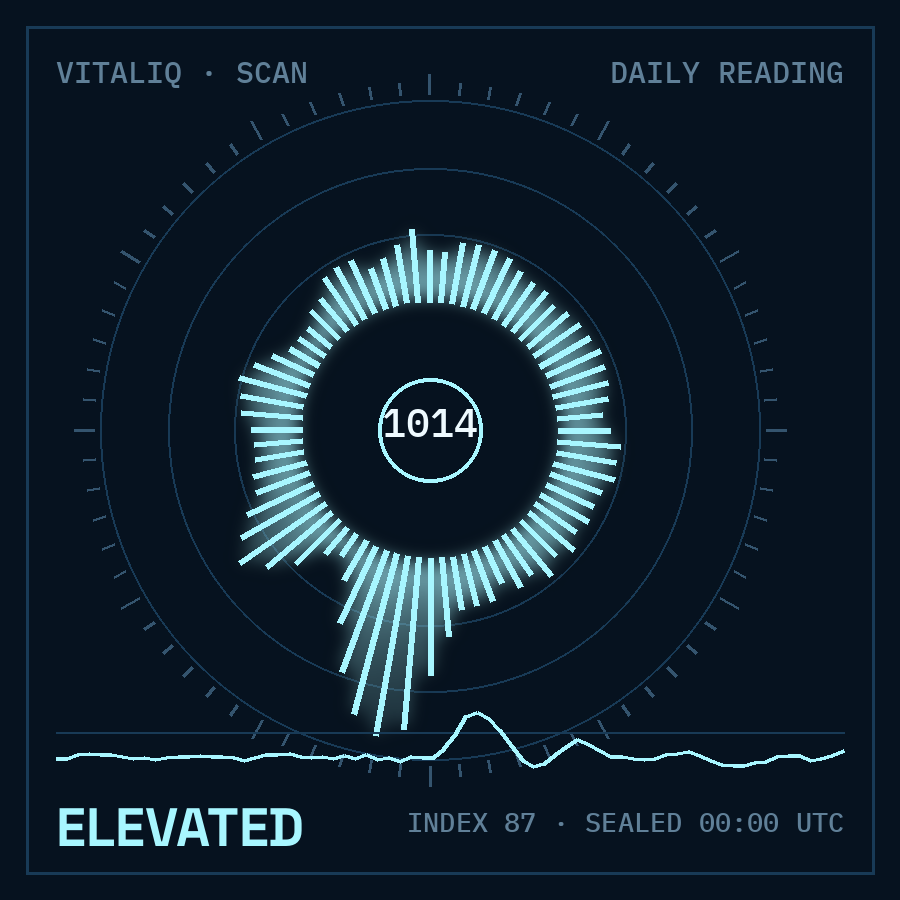 VITALIQ · SCAN
DAILY READING
1014
ELEVATED
INDEX 87 · SEALED 00:00 UTC